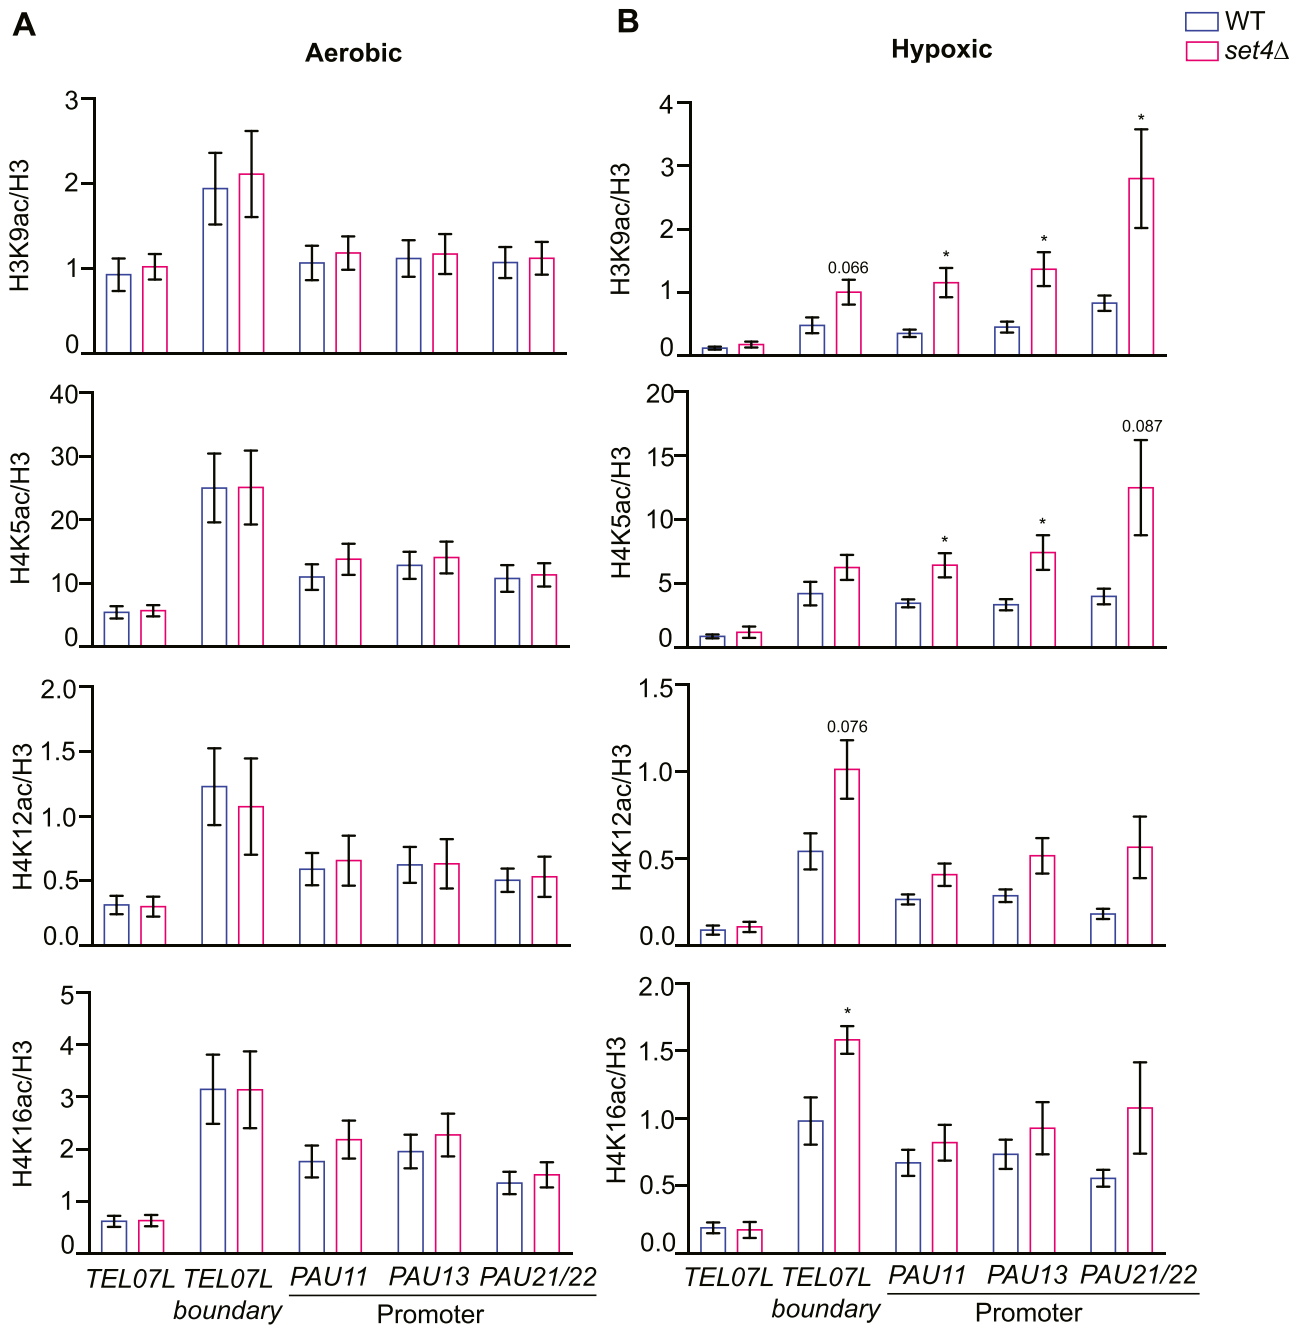 A
Aerobic
B
Hypoxic
WT
set4Δ
H3K9ac/H3
3
2
1
0
H3K9ac/H3
4
3
2
1
0
0.066
*
*
*
H4K5ac/H3
40
30
20
10
0
H4K5ac/H3
20
15
10
5
0
*
*
0.087
H4K12ac/H3
2.0
1.5
1.0
0.5
0.0
H4K12ac/H3
1.5
1.0
0.5
0.0
0.076
H4K16ac/H3
5
4
3
2
1
0
H4K16ac/H3
2.0
1.5
1.0
0.5
0.0
*
TEL07L TEL07L PAU11 PAU13 PAU21/22
boundary Promoter
TEL07L TEL07L PAU11 PAU13 PAU21/22
boundary Promoter